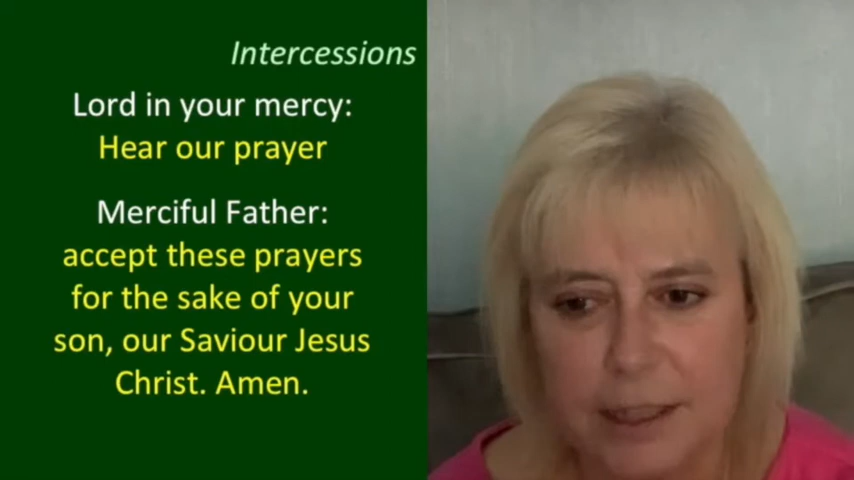 Intercessions
Lord in your mercy:
Hear our prayer
Merciful Father:
accept these prayers
for the sake of your
son, our Saviour Jesus
Christ. Amen.